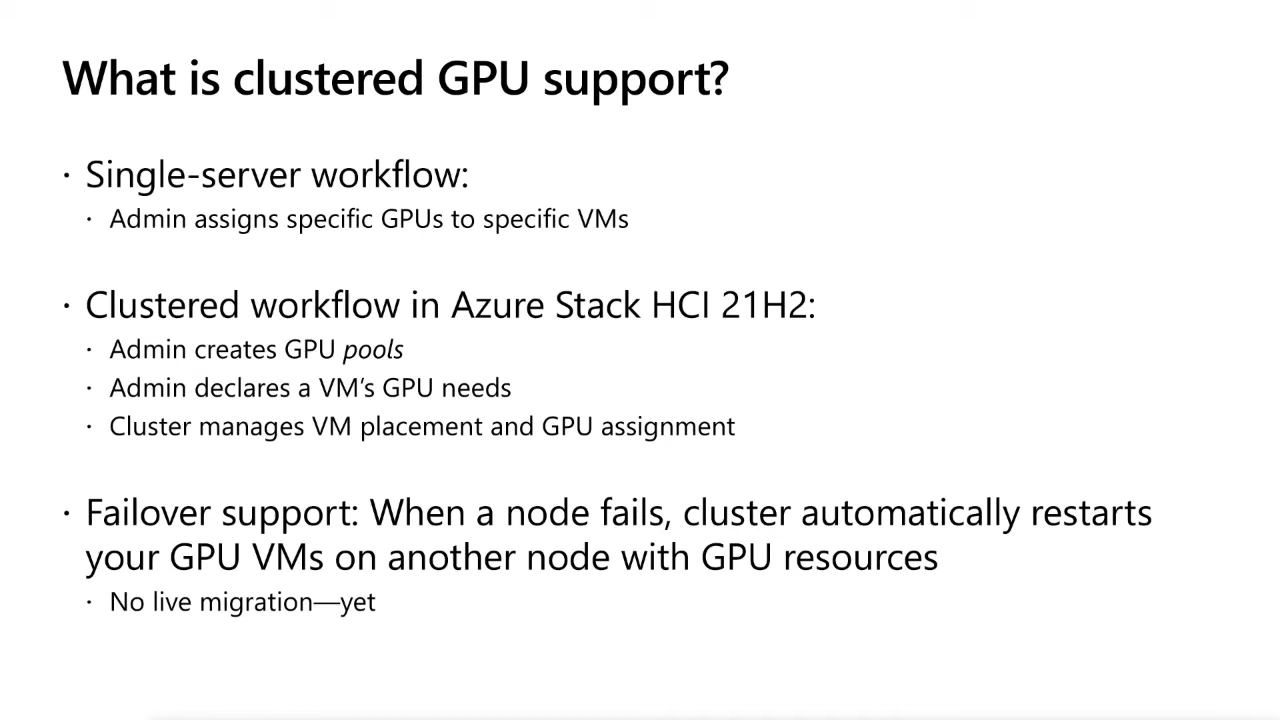 What is clustered GPU support?
· Single-server workflow:
· Admin assigns specific GPUs to specific VMs
· Clustered workflow in Azure Stack HCI 21H2:
· Admin creates GPU pools
· Admin declares a VM’s GPU needs
· Cluster manages VM placement and GPU assignment
· Failover support: When a node fails, cluster automatically restarts
your GPU VMs on another node with GPU resources
· No live migration—yet